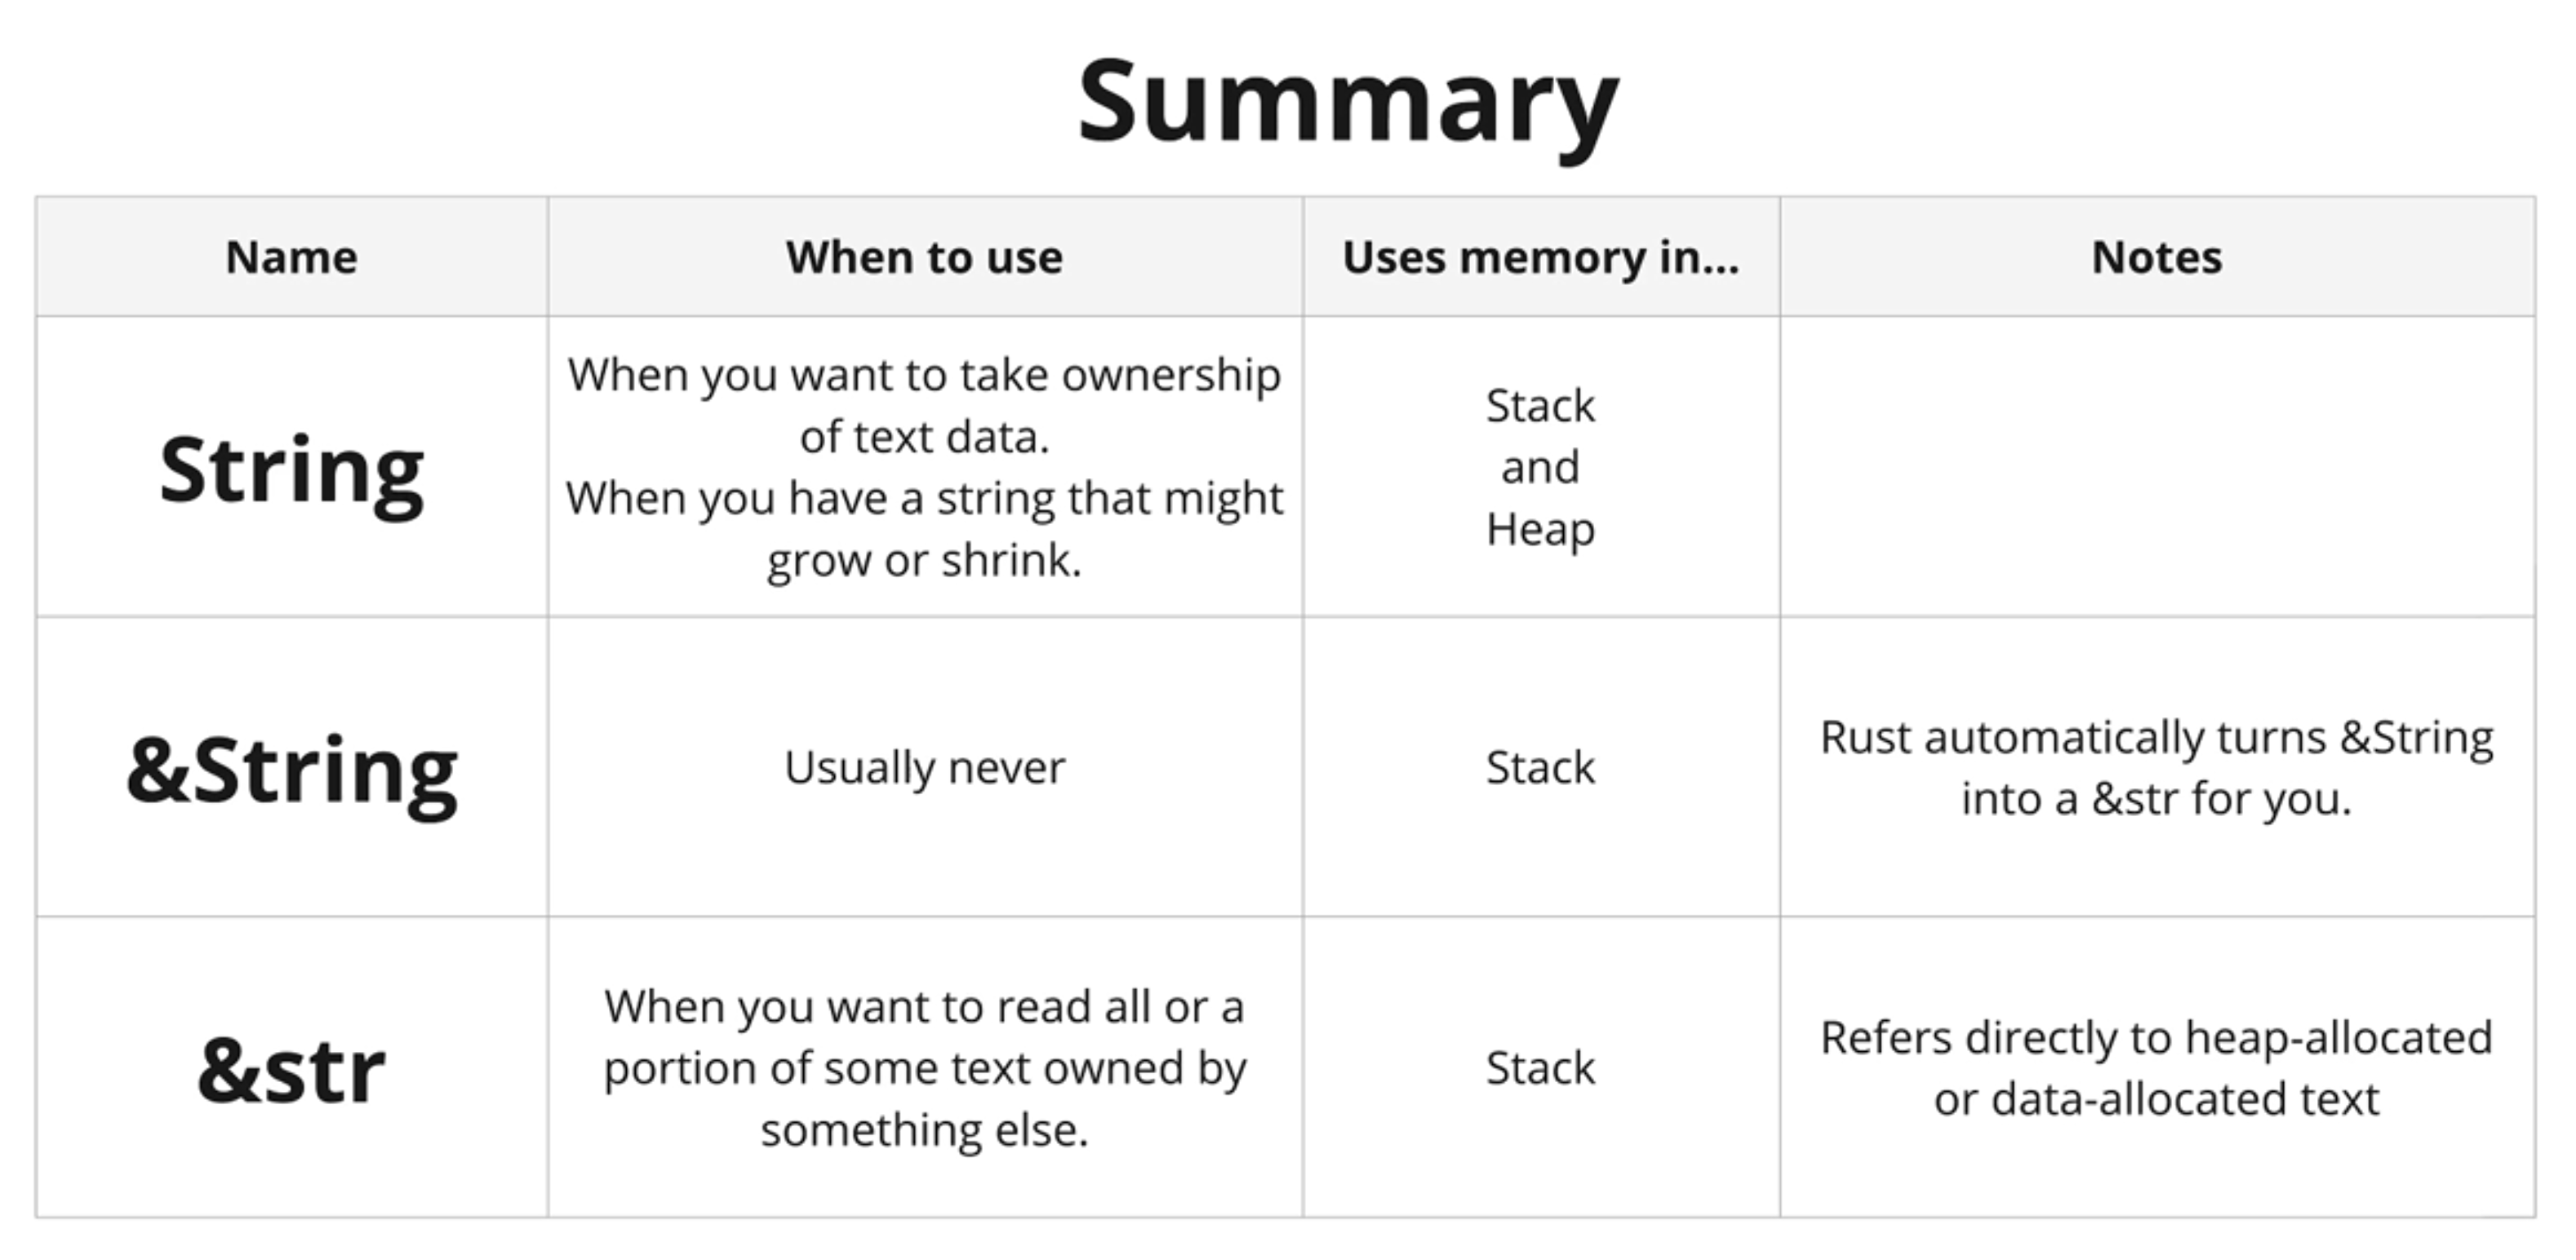 Summary
Name
When to use
Uses memory in...
Notes
String
When you want to take ownership
of text data.
When you have a string that might
grow or shrink.
Stack
and
Heap
&String
Usually never
Stack
Rust automatically turns &String
into a &str for you.
&str
When you want to read all or a
portion of some text owned by
something else.
Stack
Refers directly to heap-allocated
or data-allocated text